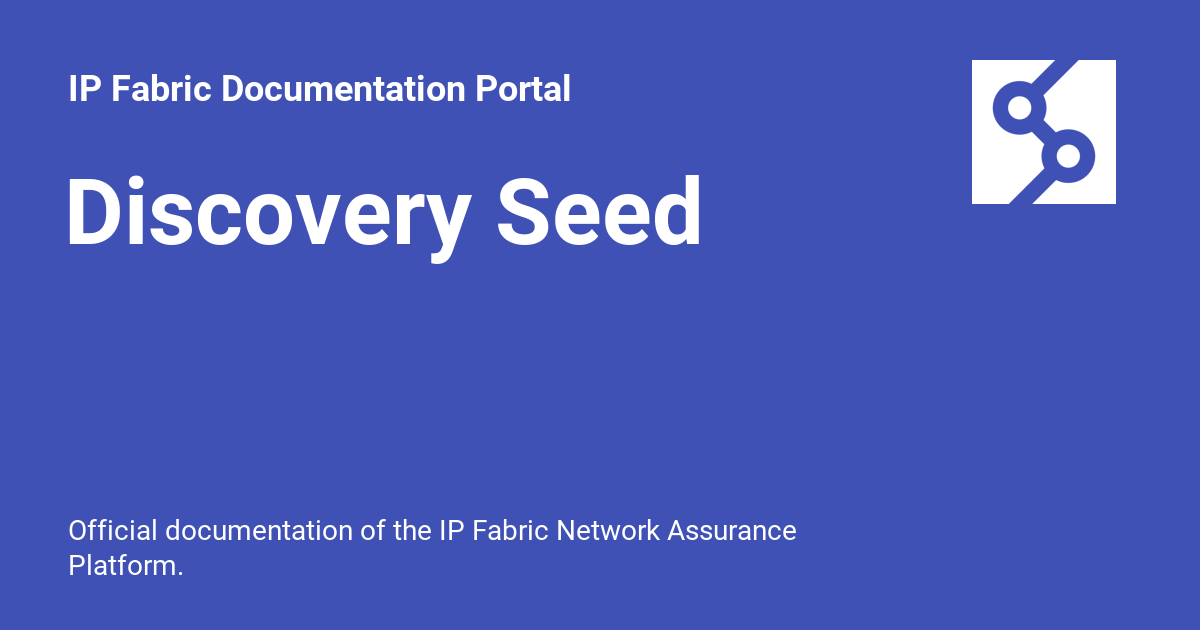 IP Fabric Documentation Portal
Discovery Seed
Official documentation of the IP Fabric Network Assurance
Platform.